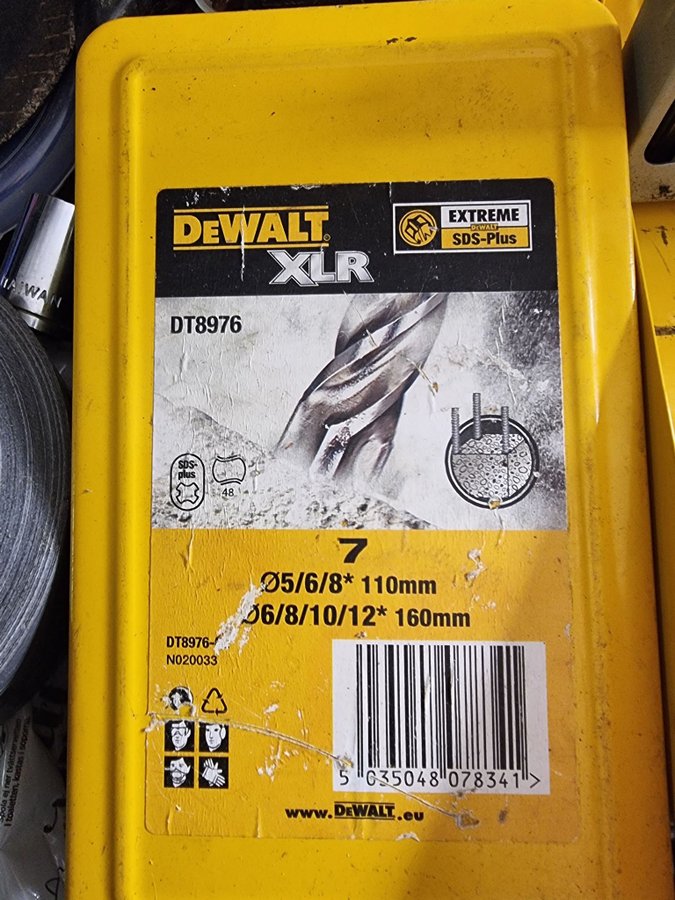 DEWALT
XLR
EXTREME
DEWALT
SDS-Plus
DT8976
SDS-plus
48
7
Ø5/6/8* 110mm
Ø6/8/10/12* 160mm
DT8976-
N020033
5 035048 078341 >
www.DEWALT.eu
AIWAN